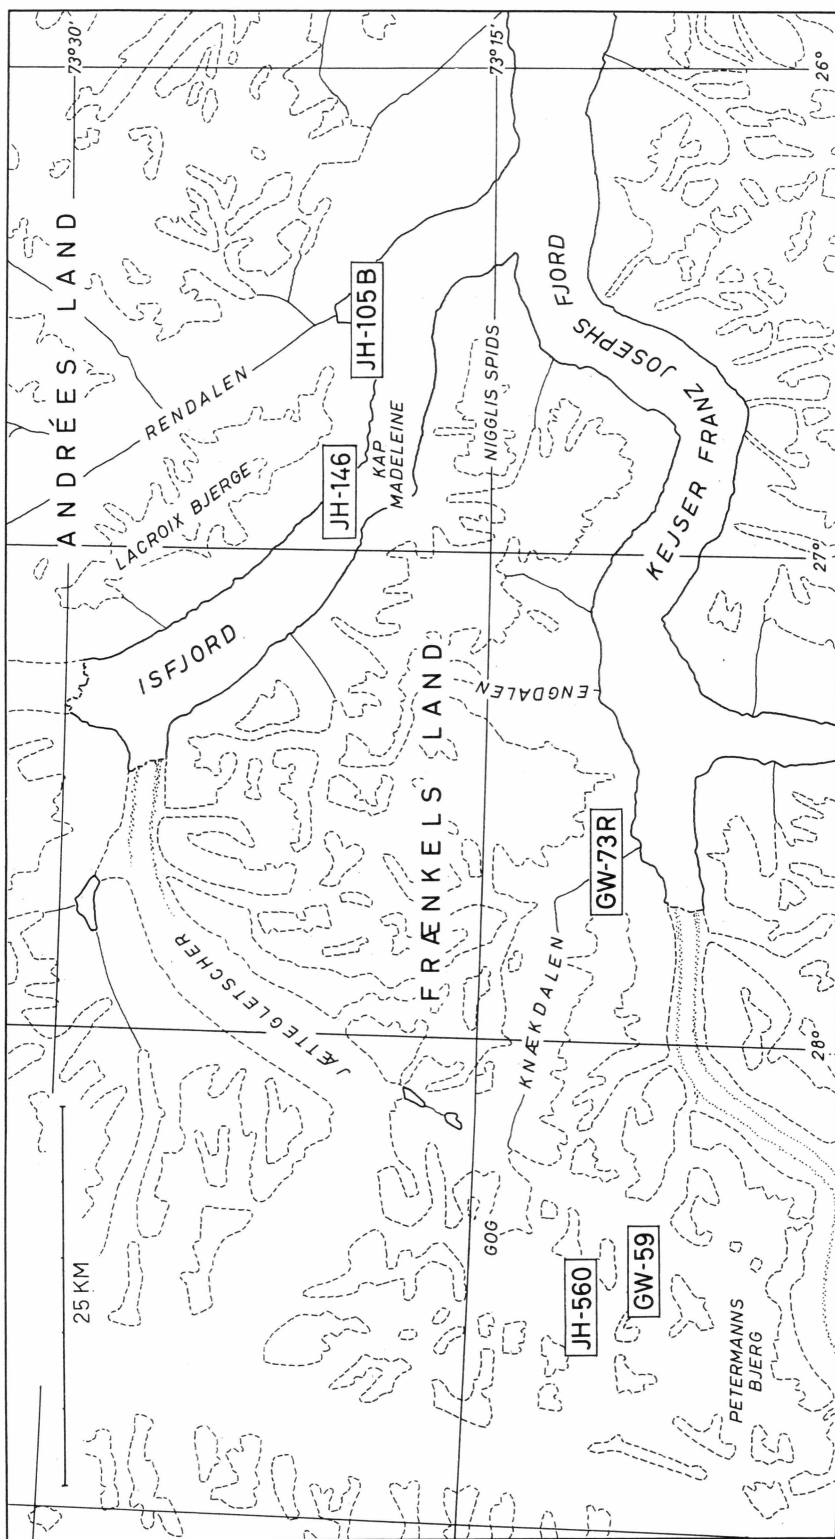 73°30'
73°15'
26°
27°
28°
ANDRÉES LAND
RENDALEN
LACROIX BJERGE
JH-105B
JH-146
KAP
MADELEINE
ISFJORD
NIGGLIS SPIDS
KEJSER FRANZ JOSEPHS FJORD
FRÆNKELS LAND
ENGDALEN
GW-73R
JÆTTEGLETSCHER
KNÆKDALEN
GOG
25 KM
JH-560
GW-59
PETERMANNS
BJERG